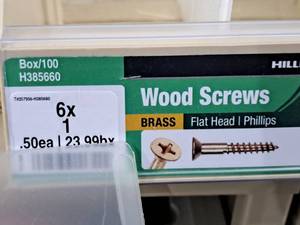 Box/100
H385660
HILL
6x
1
.50ea | 23.99bx
Wood Screws
BRASS Flat Head | Phillips